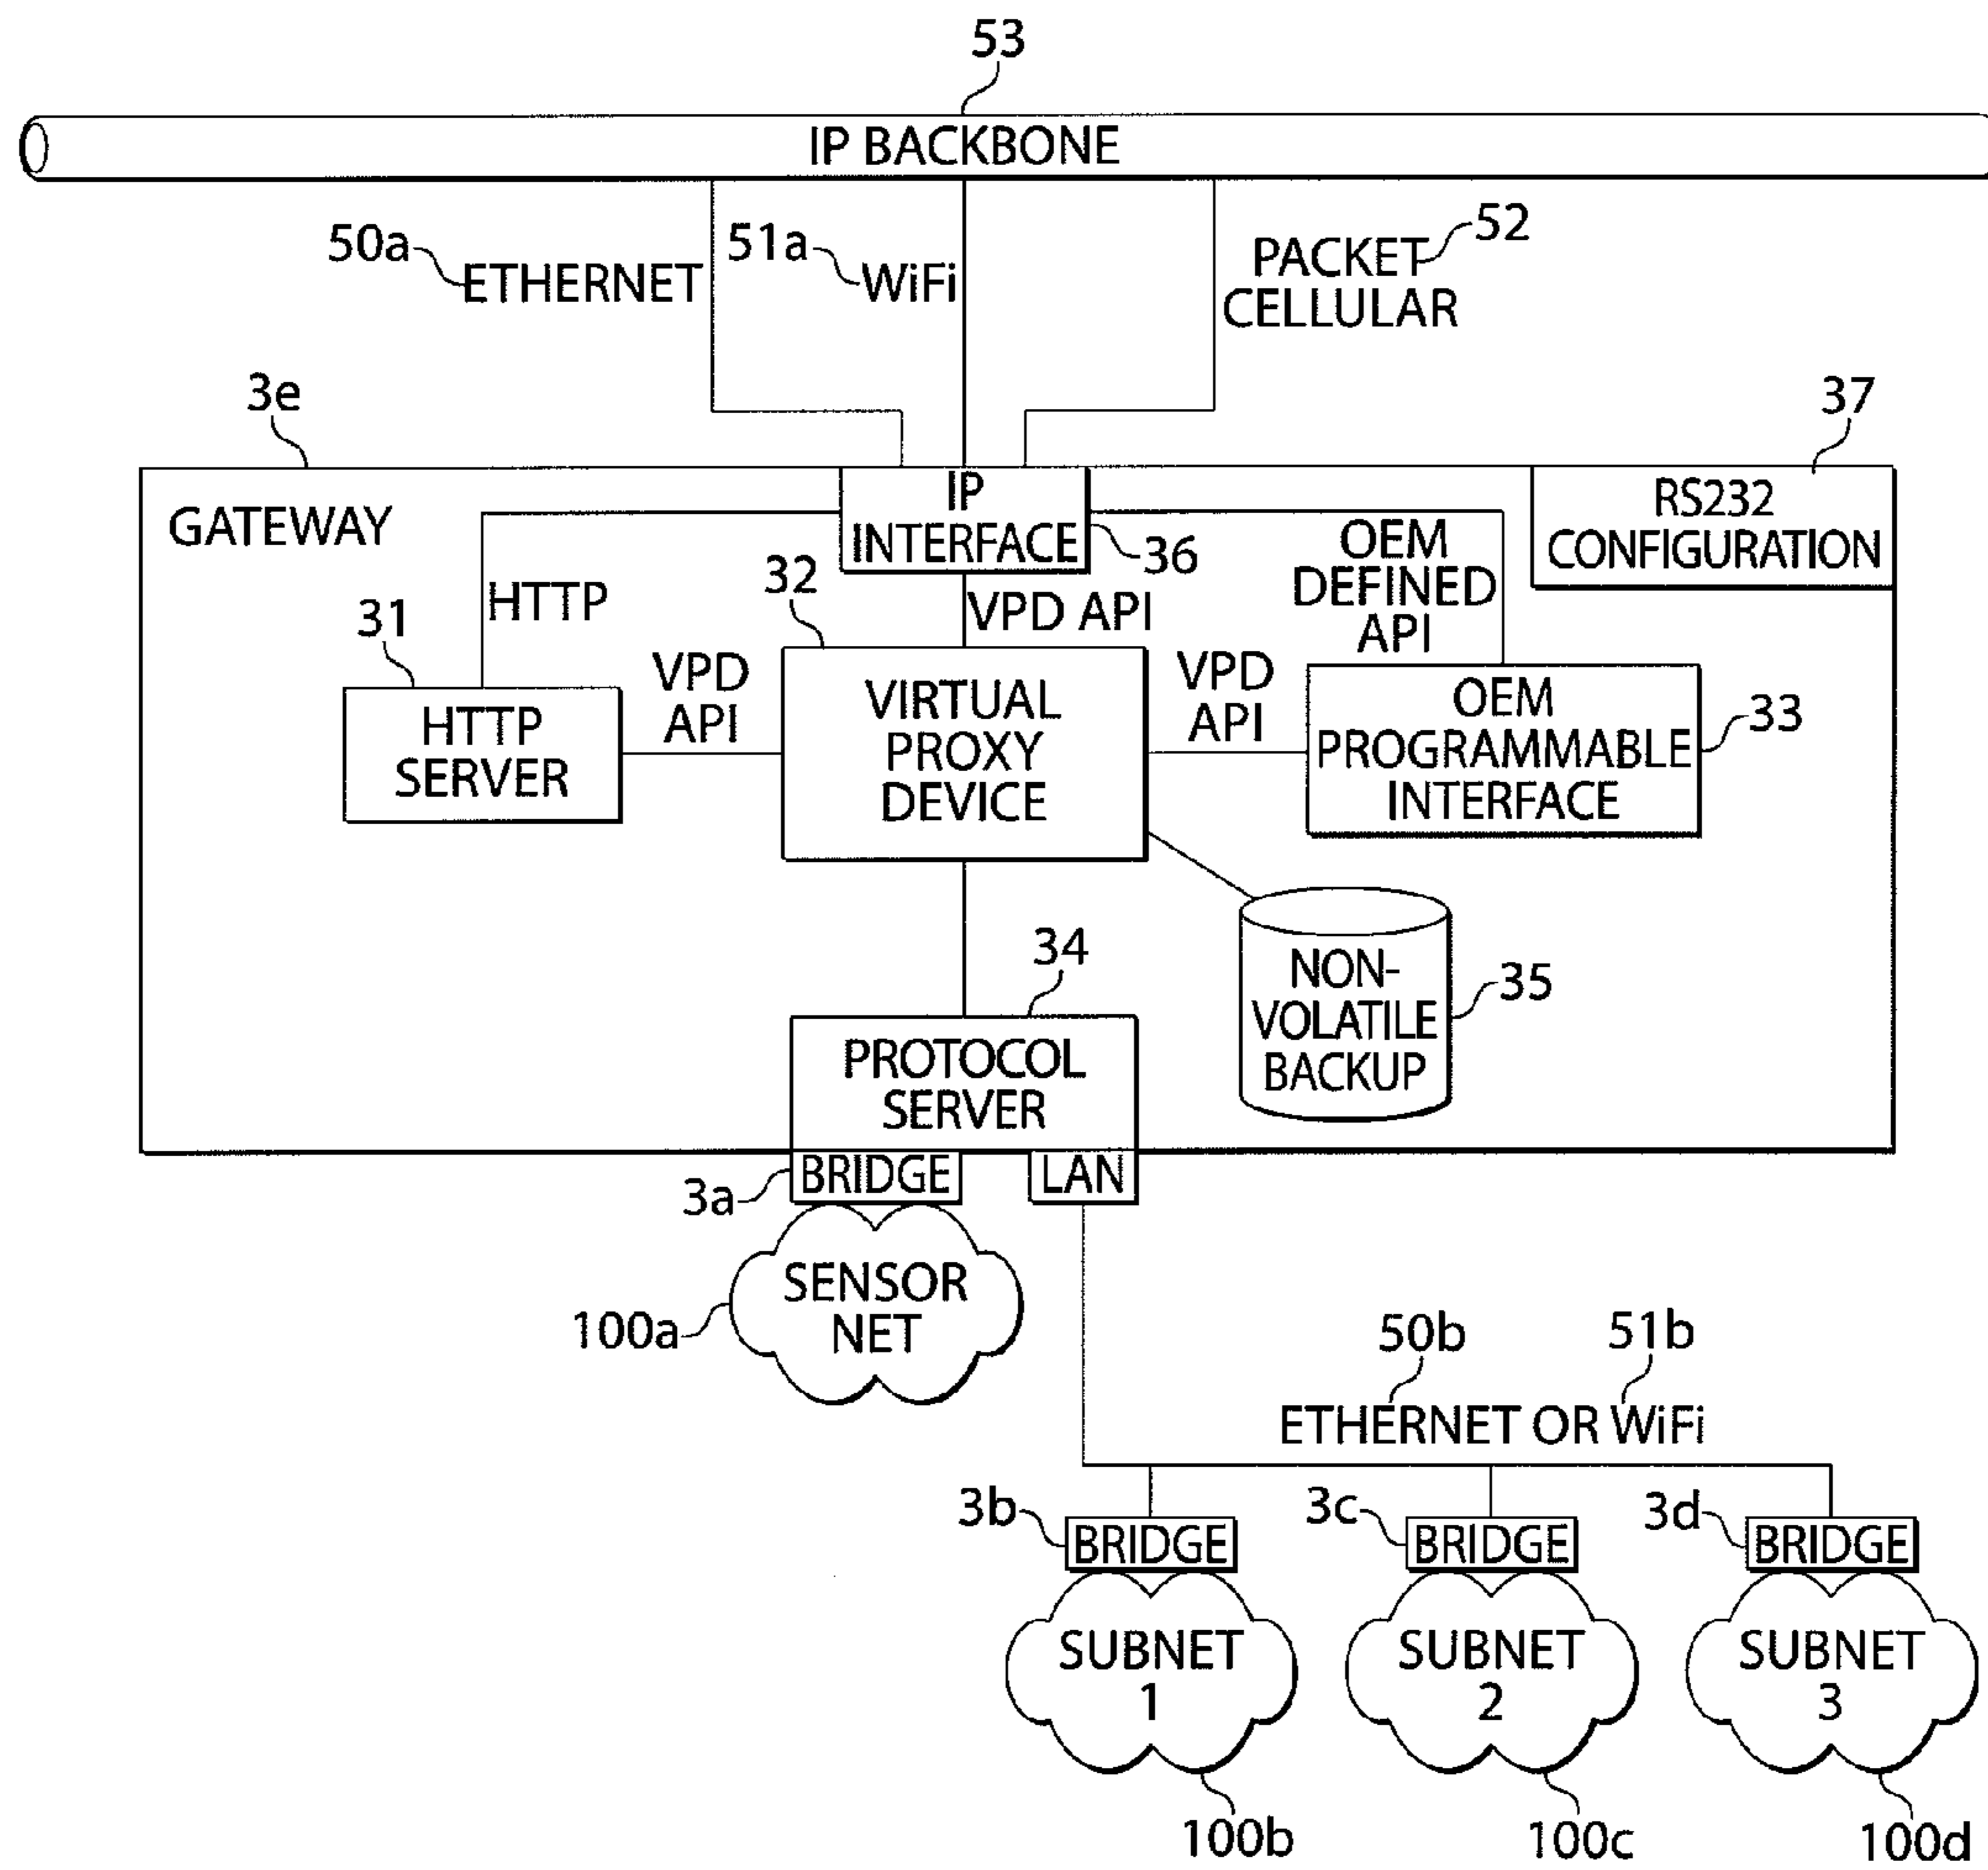 53
IP BACKBONE
50a
ETHERNET
51a
WiFi
PACKET
CELLULAR
52
3e
37
GATEWAY
IP
INTERFACE
36
RS232
CONFIGURATION
HTTP
32
VPD API
OEM
DEFINED
API
31
VPD
API
VPD
API
HTTP
SERVER
VIRTUAL
PROXY
DEVICE
OEM
PROGRAMMABLE
INTERFACE
33
34
NON-
VOLATILE
BACKUP
35
PROTOCOL
SERVER
3a
BRIDGE
LAN
SENSOR
NET
100a
50b
51b
ETHERNET OR WiFi
3b
BRIDGE
3c
BRIDGE
3d
BRIDGE
SUBNET
1
SUBNET
2
SUBNET
3
100b
100c
100d